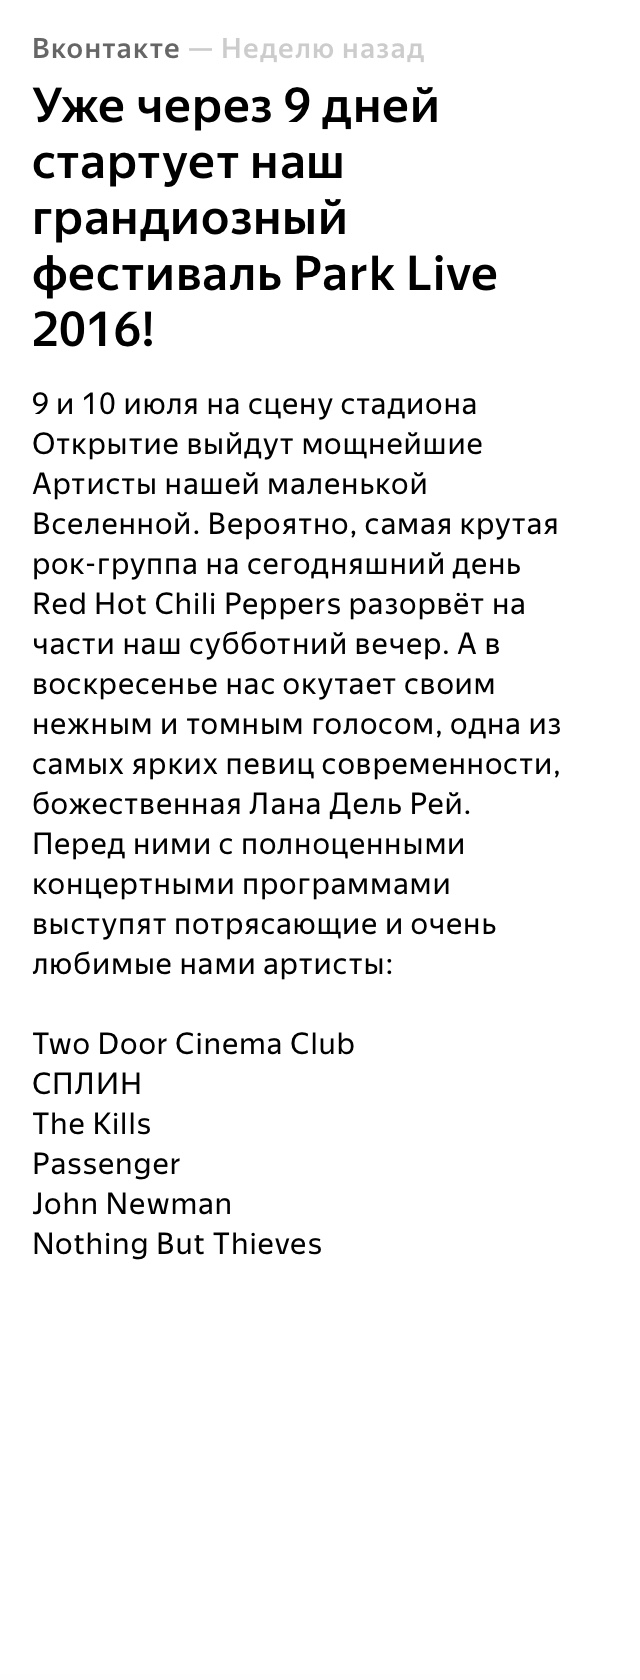 Вконтакте — Неделю назад
Уже через 9 дней
стартует наш
грандиозный
фестиваль Park Live
2016!
9 и 10 июля на сцену стадиона
Открытие выйдут мощнейшие
Артисты нашей маленькой
Вселенной. Вероятно, самая крутая
рок-группа на сегодняшний день
Red Hot Chili Peppers разорвёт на
части наш субботний вечер. А в
воскресенье нас окутает своим
нежным и томным голосом, одна из
самых ярких певиц современности,
божественная Лана Дель Рей.
Перед ними с полноценными
концертными программами
выступят потрясающие и очень
любимые нами артисты:
Two Door Cinema Club
СПЛИН
The Kills
Passenger
John Newman
Nothing But Thieves